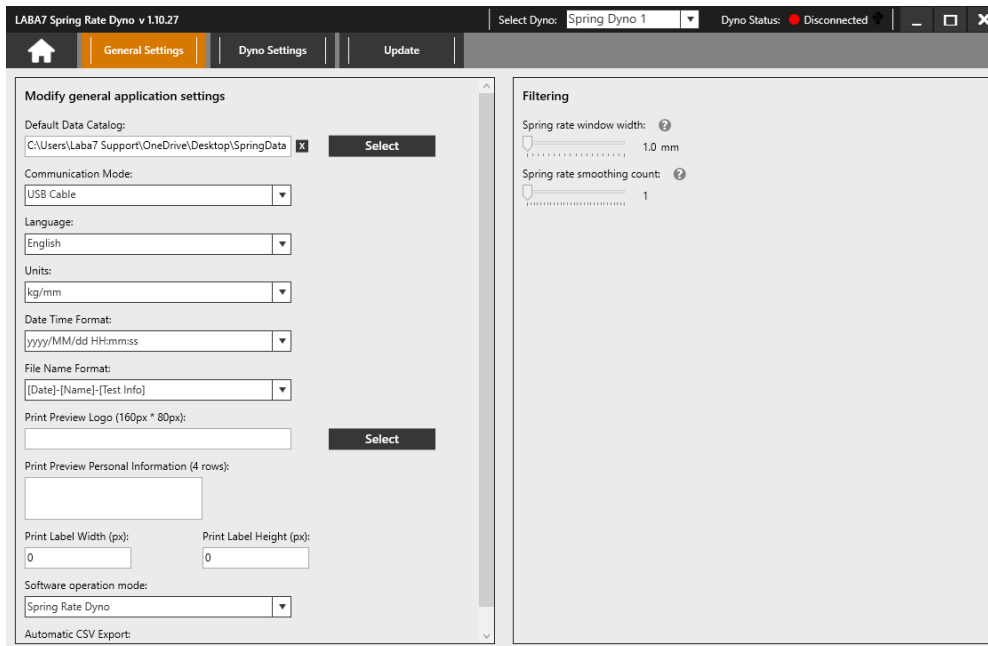 LABA7 Spring Rate Dyno v 1.10.27
Select Dyno: Spring Dyno 1
Dyno Status: Disconnected
General Settings
Dyno Settings
Update
Modify general application settings
Default Data Catalog:
C:\Users\Laba7 Support\OneDrive\Desktop\SpringData
x
Select
Communication Mode:
USB Cable
Language:
English
Units:
kg/mm
Date Time Format:
yyyy/MM/dd HH:mm:ss
File Name Format:
[Date]-[Name]-[Test Info]
Print Preview Logo (160px * 80px):
Select
Print Preview Personal Information (4 rows):
Print Label Width (px):
Print Label Height (px):
0
0
Software operation mode:
Spring Rate Dyno
Automatic CSV Export:
Filtering
Spring rate window width: ?
1.0 mm
Spring rate smoothing count: ?
1